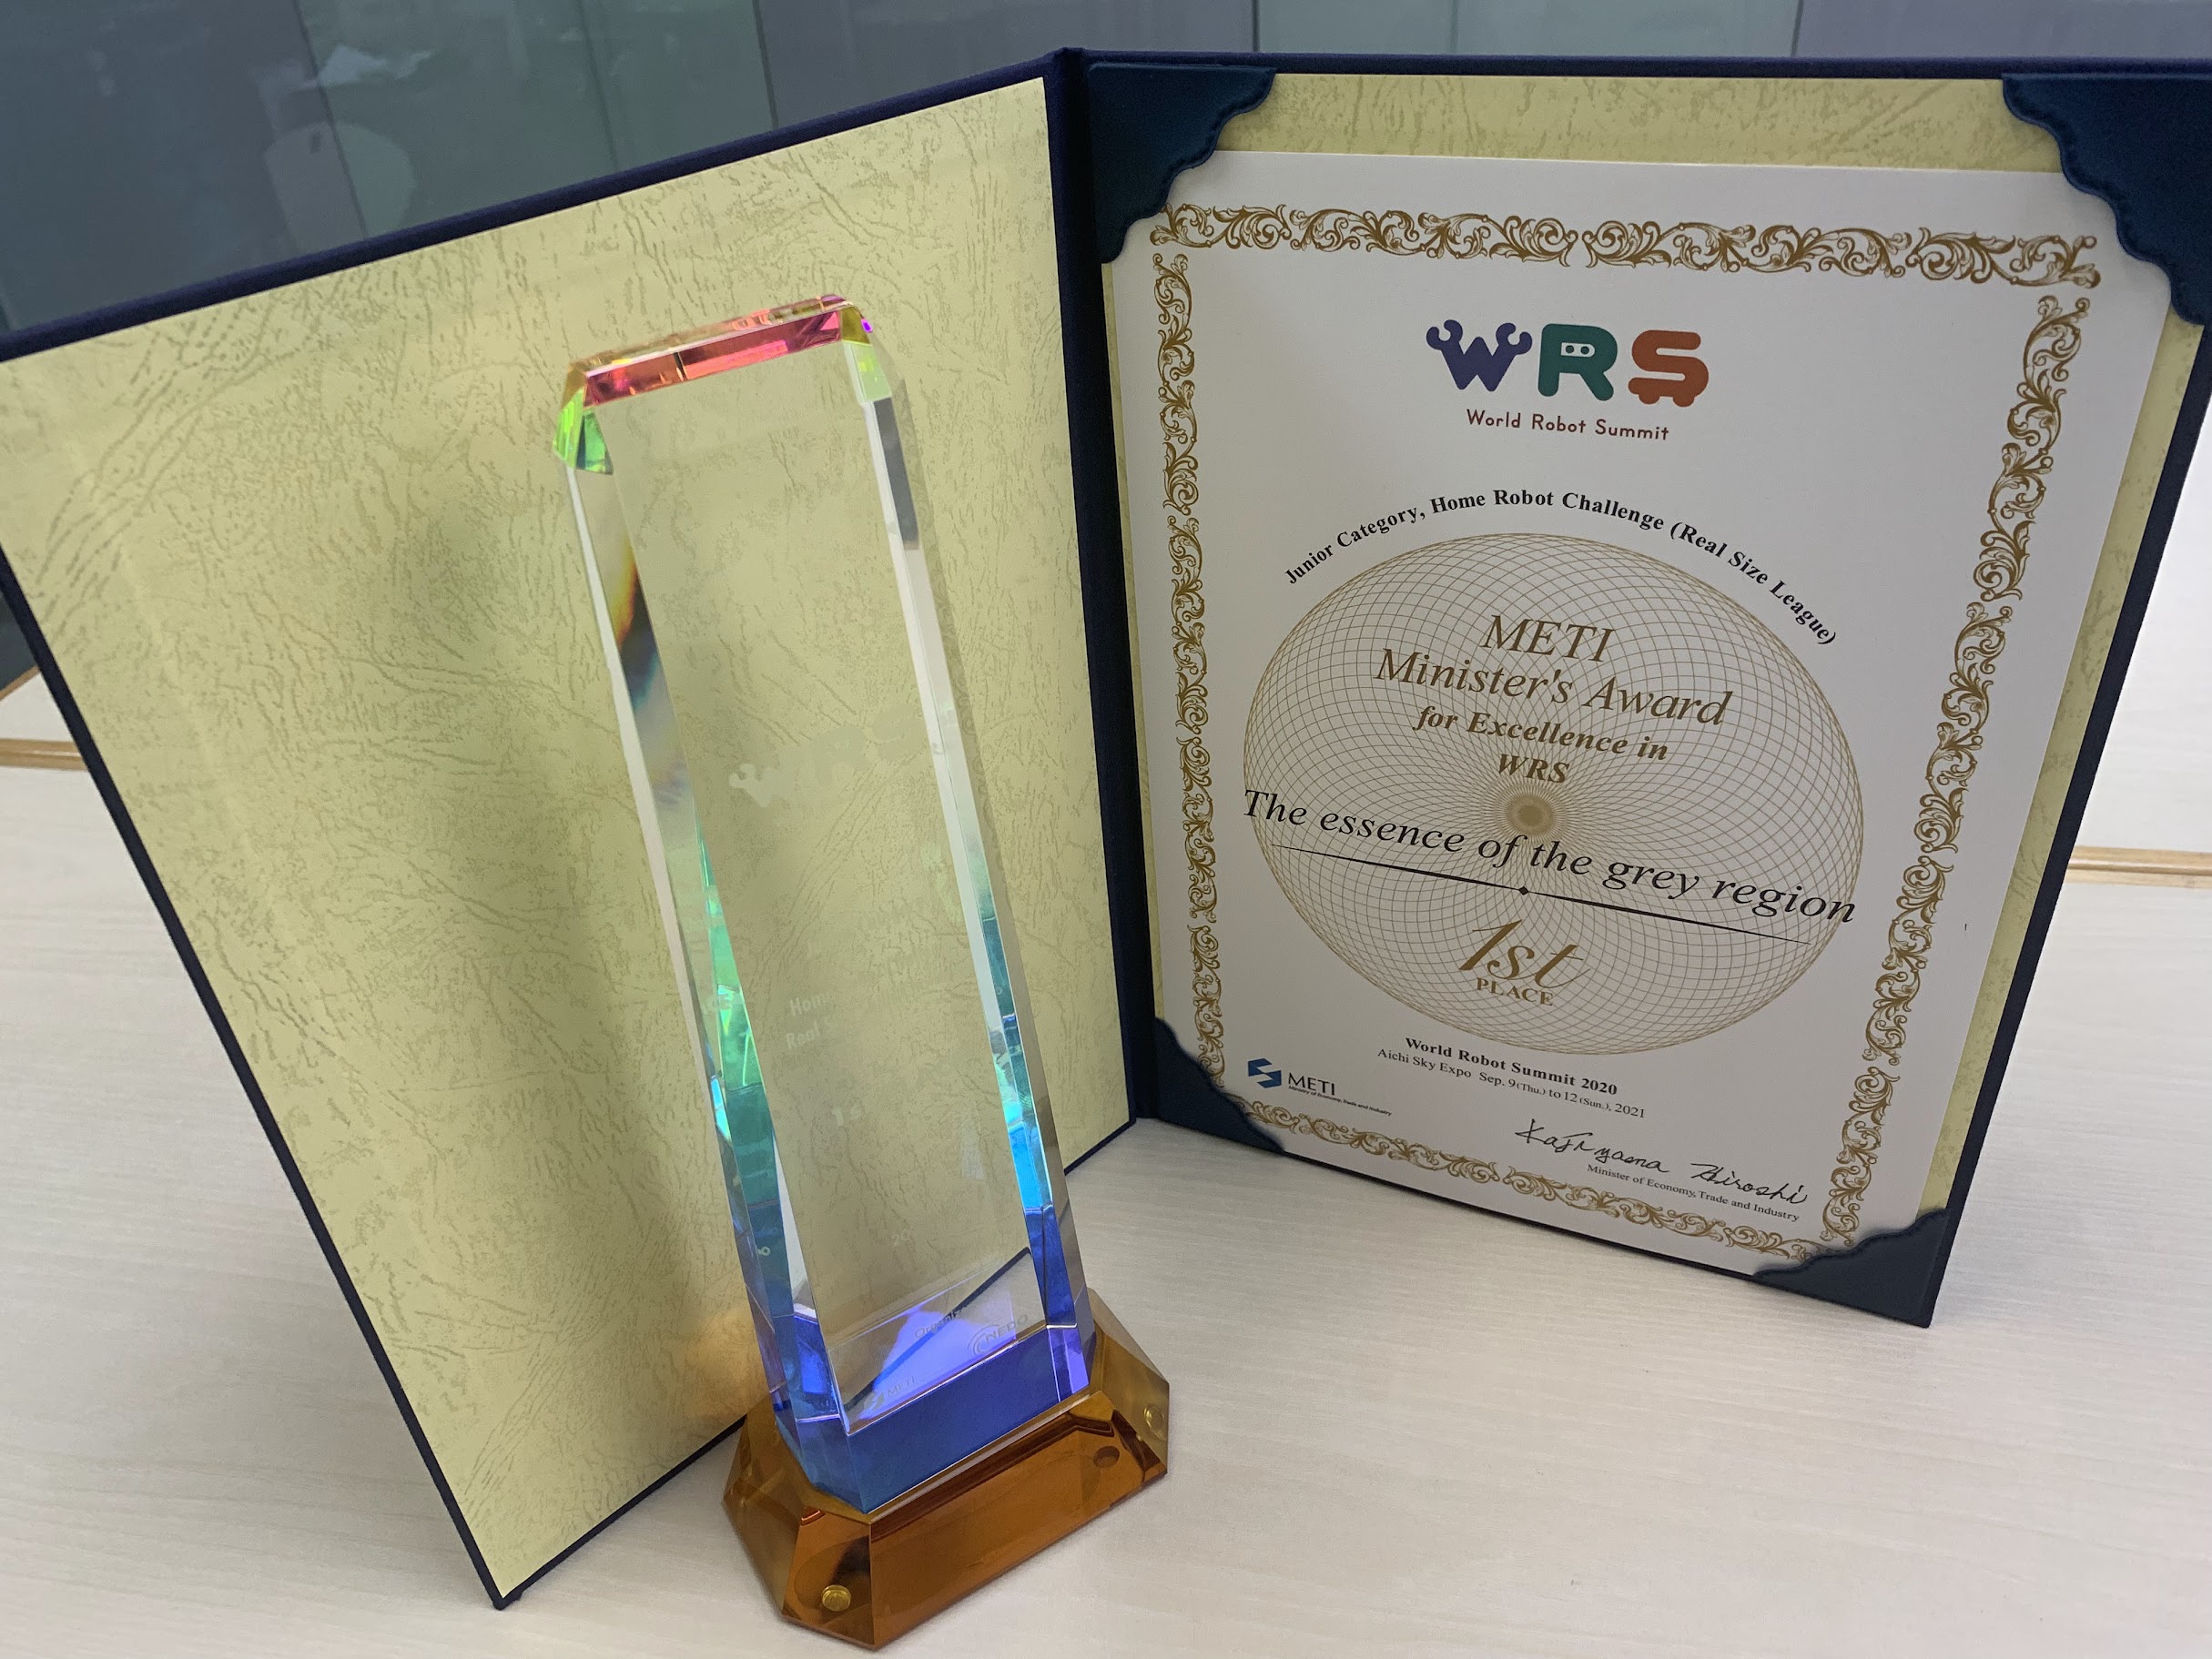 WRS
World Robot Summit
Junior Category, Home Robot Challenge (Real Size League)
METI
Minister's Award
for Excellence in
WRS
The essence of the grey region
1st
PLACE
World Robot Summit 2020
Aichi Sky Expo Sep. 9 (Thu.) to 12 (Sun.), 2021
METI
Ministry of Economy, Trade and Industry
Kajiyama Hiroshi
Minister of Economy, Trade and Industry
W
Home
Real
20
NEDO
METI